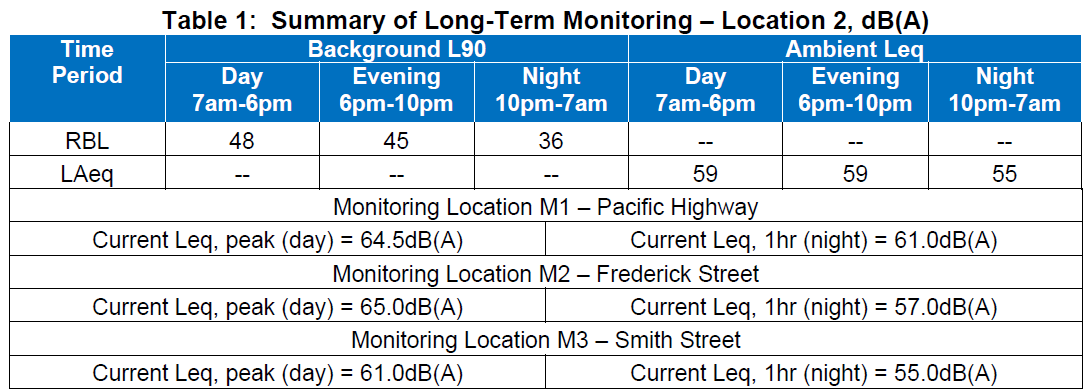 Table 1:  Summary of Long-Term Monitoring – Location 2, dB(A)
Time Period Background L90 Ambient Leq
Day 7am-6pm Evening 6pm-10pm Night 10pm-7am Day 7am-6pm Evening 6pm-10pm Night 10pm-7am
RBL 48 45 36 -- -- --
LAeq -- -- -- 59 59 55
Monitoring Location M1 – Pacific Highway
Current Leq, peak (day) = 64.5dB(A) Current Leq, 1hr (night) = 61.0dB(A)
Monitoring Location M2 – Frederick Street
Current Leq, peak (day) = 65.0dB(A) Current Leq, 1hr (night) = 57.0dB(A)
Monitoring Location M3 – Smith Street
Current Leq, peak (day) = 61.0dB(A) Current Leq, 1hr (night) = 55.0dB(A)